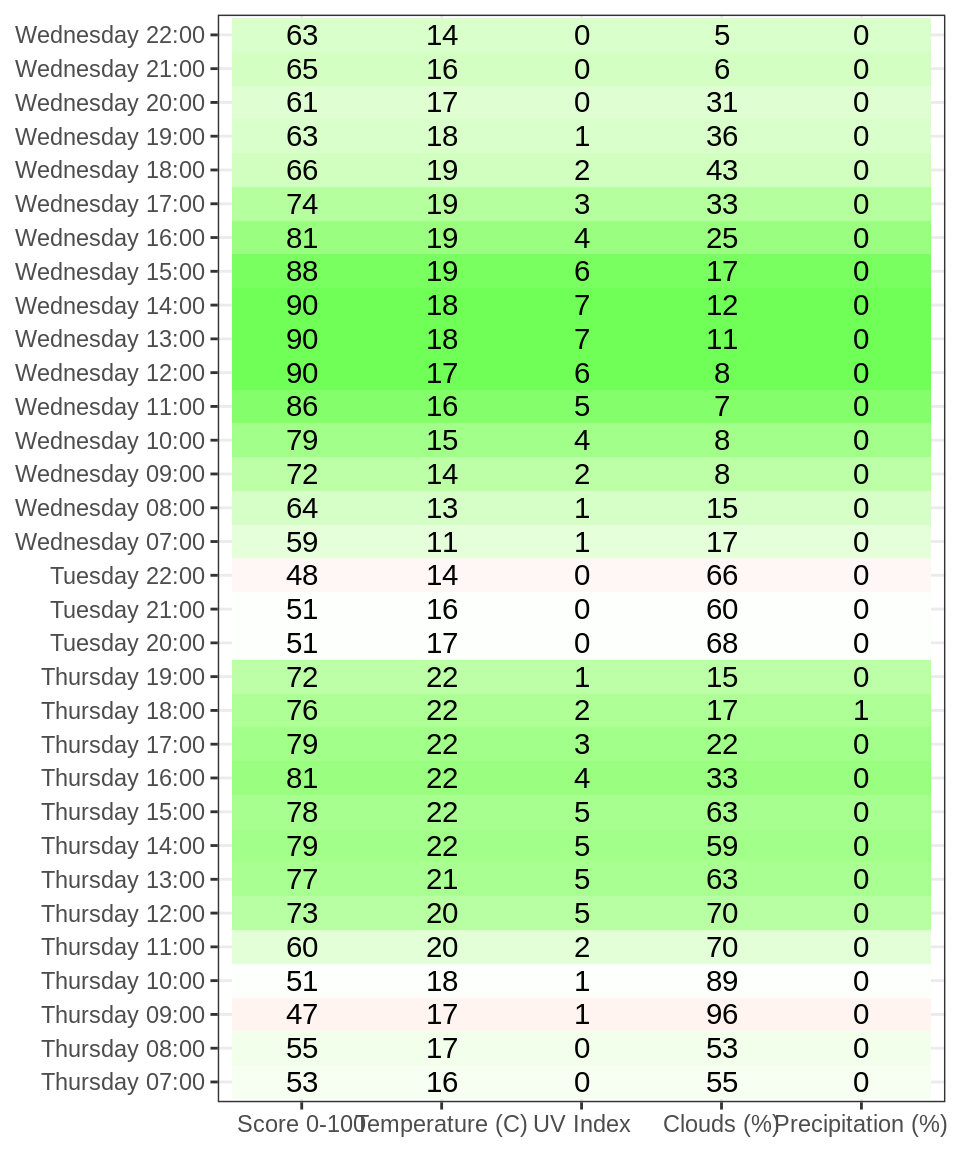 Wednesday 22:00 63 14 0 5 0
Wednesday 21:00 65 16 0 6 0
Wednesday 20:00 61 17 0 31 0
Wednesday 19:00 63 18 1 36 0
Wednesday 18:00 66 19 2 43 0
Wednesday 17:00 74 19 3 33 0
Wednesday 16:00 81 19 4 25 0
Wednesday 15:00 88 19 6 17 0
Wednesday 14:00 90 18 7 12 0
Wednesday 13:00 90 18 7 11 0
Wednesday 12:00 90 17 6 8 0
Wednesday 11:00 86 16 5 7 0
Wednesday 10:00 79 15 4 8 0
Wednesday 09:00 72 14 2 8 0
Wednesday 08:00 64 13 1 15 0
Wednesday 07:00 59 11 1 17 0
Tuesday 22:00 48 14 0 66 0
Tuesday 21:00 51 16 0 60 0
Tuesday 20:00 51 17 0 68 0
Thursday 19:00 72 22 1 15 0
Thursday 18:00 76 22 2 17 1
Thursday 17:00 79 22 3 22 0
Thursday 16:00 81 22 4 33 0
Thursday 15:00 78 22 5 63 0
Thursday 14:00 79 22 5 59 0
Thursday 13:00 77 21 5 63 0
Thursday 12:00 73 20 5 70 0
Thursday 11:00 60 20 2 70 0
Thursday 10:00 51 18 1 89 0
Thursday 09:00 47 17 1 96 0
Thursday 08:00 55 17 0 53 0
Thursday 07:00 53 16 0 55 0
Score 0-100 Temperature (C) UV Index Clouds (%) Precipitation (%)